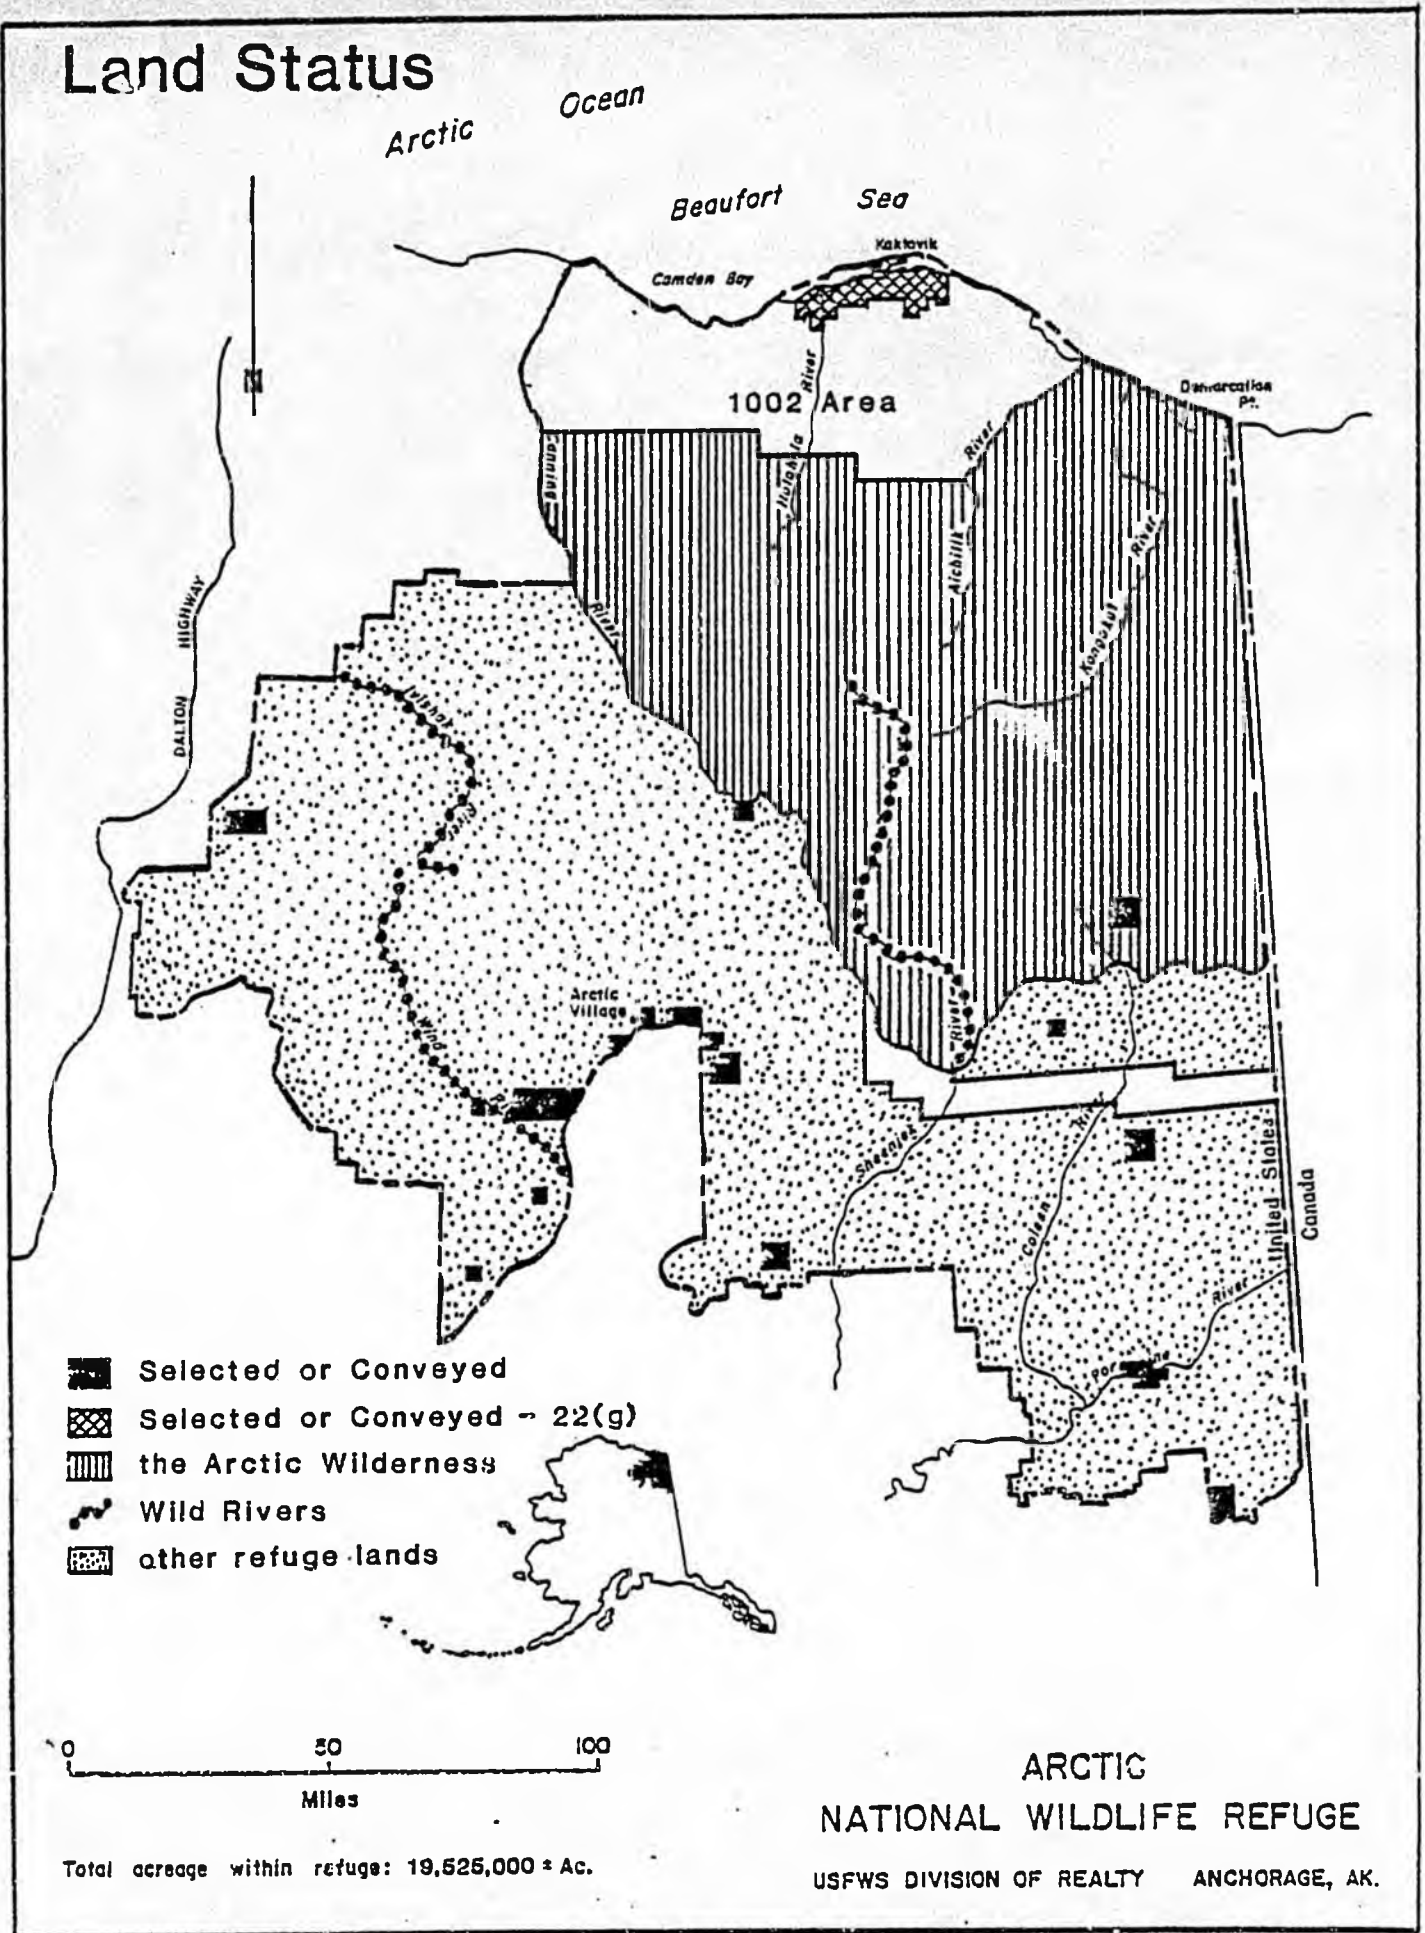 Land Status
Arctic Ocean
Beaufort Sea
Kaktovik
Camden Bay
Demarcation
Pt.
1002 Area
River
Hulahula
River
Aichilik
River
Kongakut
Canning
River
DALTON HIGHWAY
Ivishak
River
Arctic
Village
Wind
River
Sheenjek
River
Coleen
River
Porcupine
River
United States
Canada
Selected or Conveyed
Selected or Conveyed - 22(g)
the Arctic Wilderness
Wild Rivers
other refuge lands
0 50 100
Miles
Total acreage within refuge: 19,525,000 ± Ac.
ARCTIC
NATIONAL WILDLIFE REFUGE
USFWS DIVISION OF REALTY ANCHORAGE, AK.